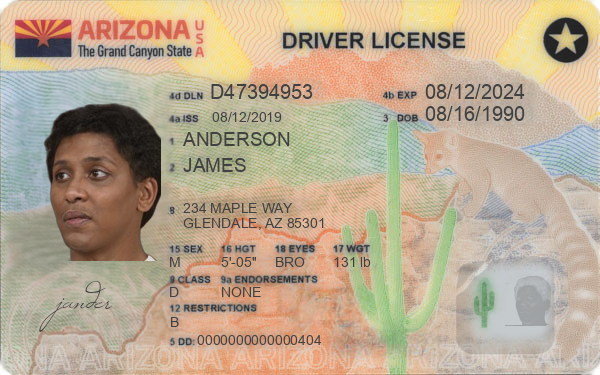 ARIZONA USA
The Grand Canyon State
DRIVER LICENSE
4d DLN D47394953 4b EXP 08/12/2024
4a ISS 08/12/2019 3 DOB 08/16/1990
1 ANDERSON
2 JAMES
8 234 MAPLE WAY
GLENDALE, AZ 85301
15 SEX 16 HGT 18 EYES 17 WGT
M 5'-05" BRO 131 lb
9 CLASS 9a ENDORSEMENTS
D NONE
12 RESTRICTIONS
B
jander
5 DD: 0000000000000404
ONA ARIZONA ARIZONA ARIZONA ARIZONA ARIZ